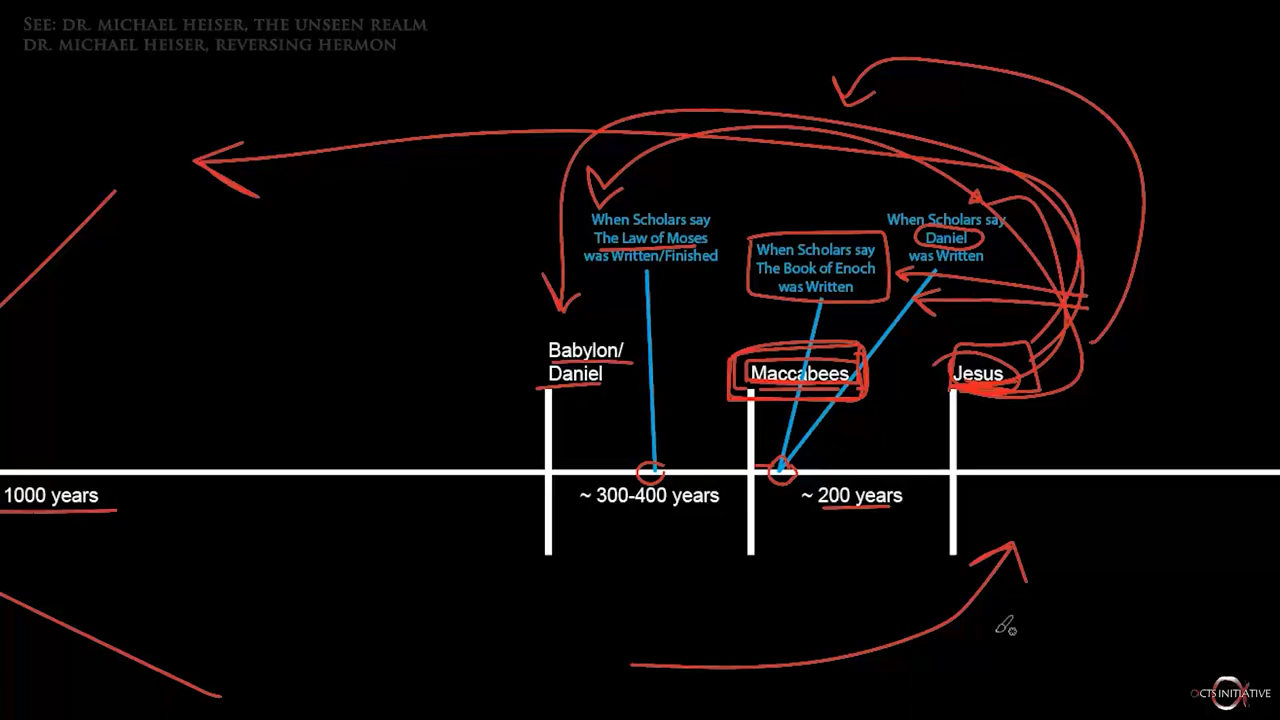 SEE: DR. MICHAEL HEISER, THE UNSEEN REALM
DR. MICHAEL HEISER, REVERSING HERMON
When Scholars say
The Law of Moses
was Written/Finished
When Scholars say
The Book of Enoch
was Written
When Scholars say
Daniel
was Written
Babylon/
Daniel
Maccabees
Jesus
1000 years
~ 300-400 years
~ 200 years
ACTS INITIATIVE